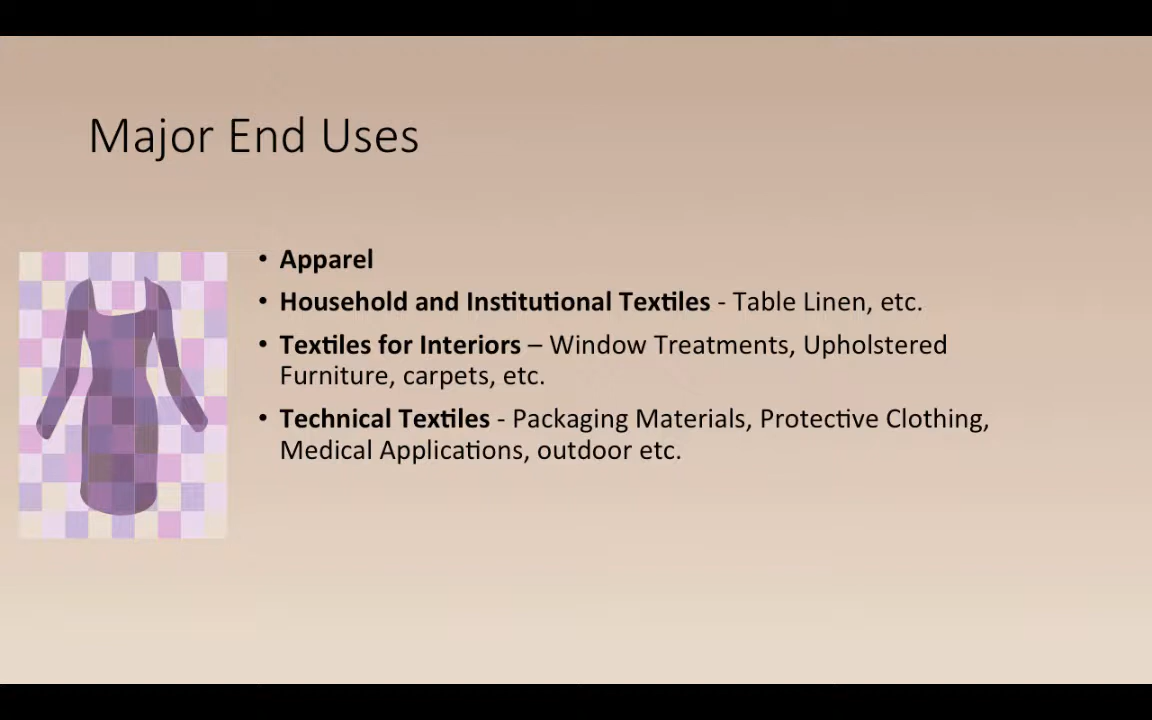 Major End Uses
• Apparel
• Household and Institutional Textiles - Table Linen, etc.
• Textiles for Interiors – Window Treatments, Upholstered
Furniture, carpets, etc.
• Technical Textiles - Packaging Materials, Protective Clothing,
Medical Applications, outdoor etc.